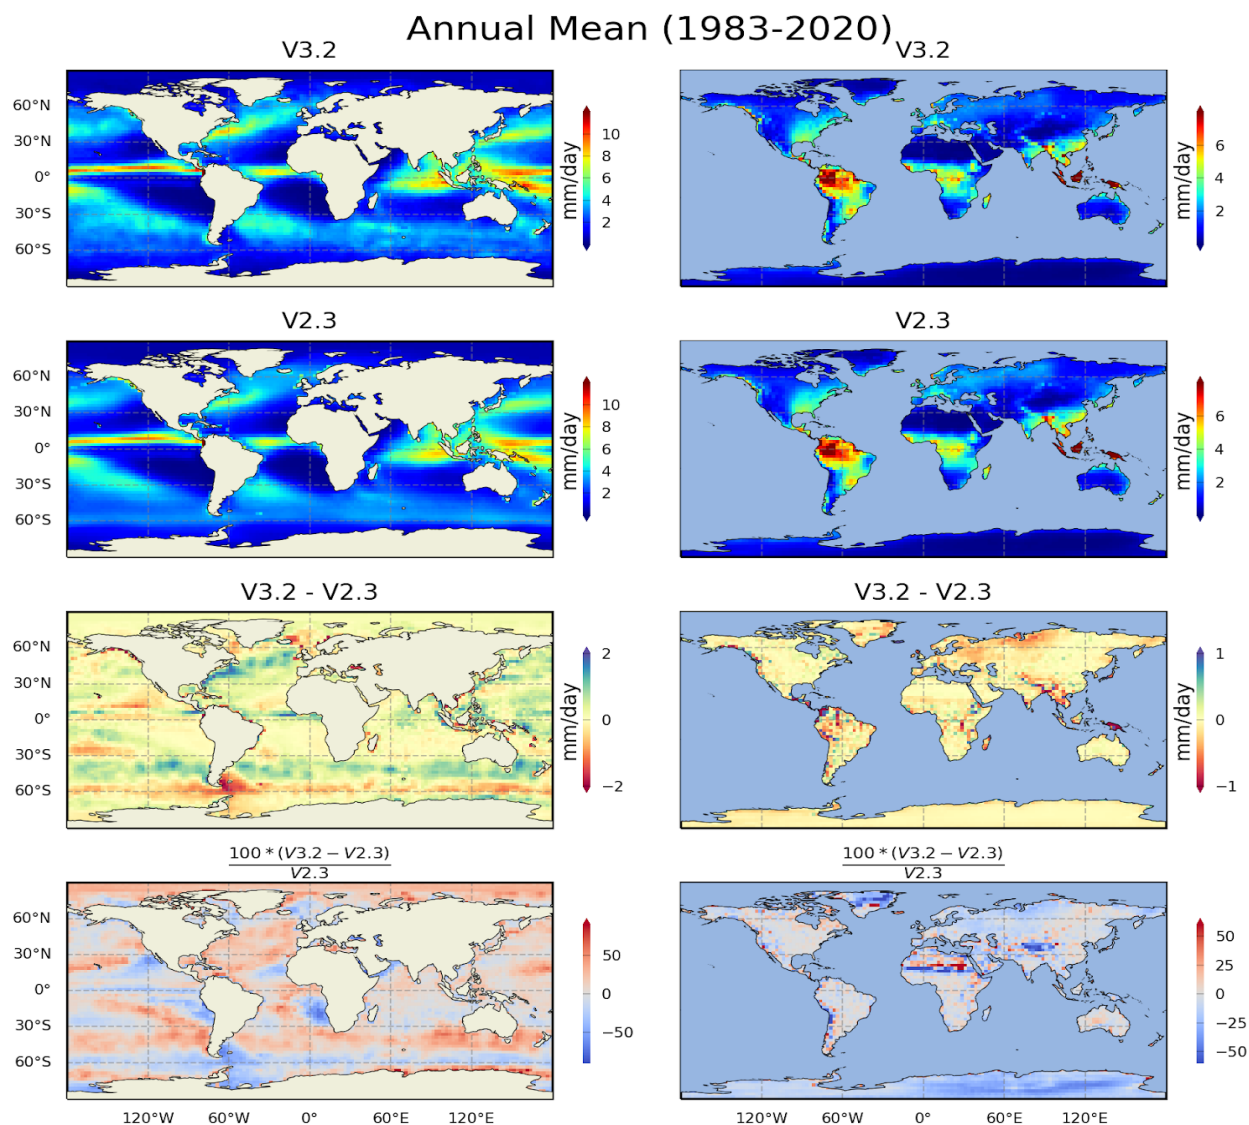 Annual Mean (1983-2020)
V3.2
V3.2
60°N
30°N
0°
30°S
60°S
10
8
6
4
2
mm/day
6
4
2
mm/day
V2.3
V2.3
60°N
30°N
0°
30°S
60°S
10
8
6
4
2
mm/day
6
4
2
mm/day
V3.2 - V2.3
V3.2 - V2.3
60°N
30°N
0°
30°S
60°S
2
0
−2
mm/day
1
0
−1
mm/day
100 * (V3.2 − V2.3)
V2.3
100 * (V3.2 − V2.3)
V2.3
60°N
30°N
0°
30°S
60°S
50
0
−50
50
25
0
−25
−50
120°W 60°W 0° 60°E 120°E
120°W 60°W 0° 60°E 120°E